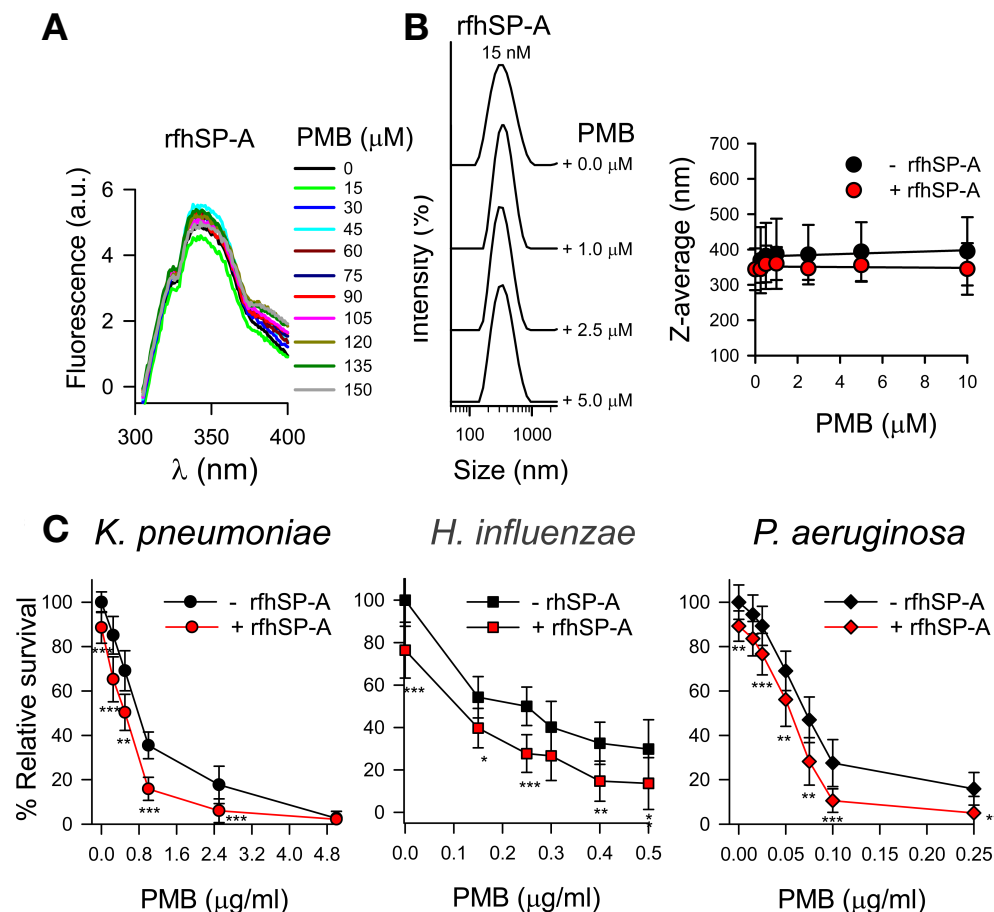 A
rfhSP-A
PMB (μM)
0
15
30
45
60
75
90
105
120
135
150
Fluorescence (a.u.)
6
4
2
0
300 350 400
λ (nm)
B
rfhSP-A
15 nM
PMB
+ 0.0 μM
+ 1.0 μM
+ 2.5 μM
+ 5.0 μM
Intensity (%)
100 1000
Size (nm)
- rfhSP-A
+ rfhSP-A
Z-average (nm)
700
600
500
400
300
200
100
0 2 4 6 8 10
PMB (μM)
C
K. pneumoniae
- rfhSP-A
+ rfhSP-A
% Relative survival
100
80
60
40
20
0
***
***
**
***
***
0.0 0.8 1.6 2.4 3.2 4.0 4.8
PMB (μg/ml)
H. influenzae
- rhSP-A
+ rfhSP-A
100
80
60
40
20
0
***
*
***
**
*
*
0.0 0.1 0.2 0.3 0.4 0.5
PMB (μg/ml)
P. aeruginosa
- rfhSP-A
+ rfhSP-A
100
80
60
40
20
0
**
***
**
**
***
*
0.00 0.05 0.10 0.15 0.20 0.25
PMB (μg/ml)